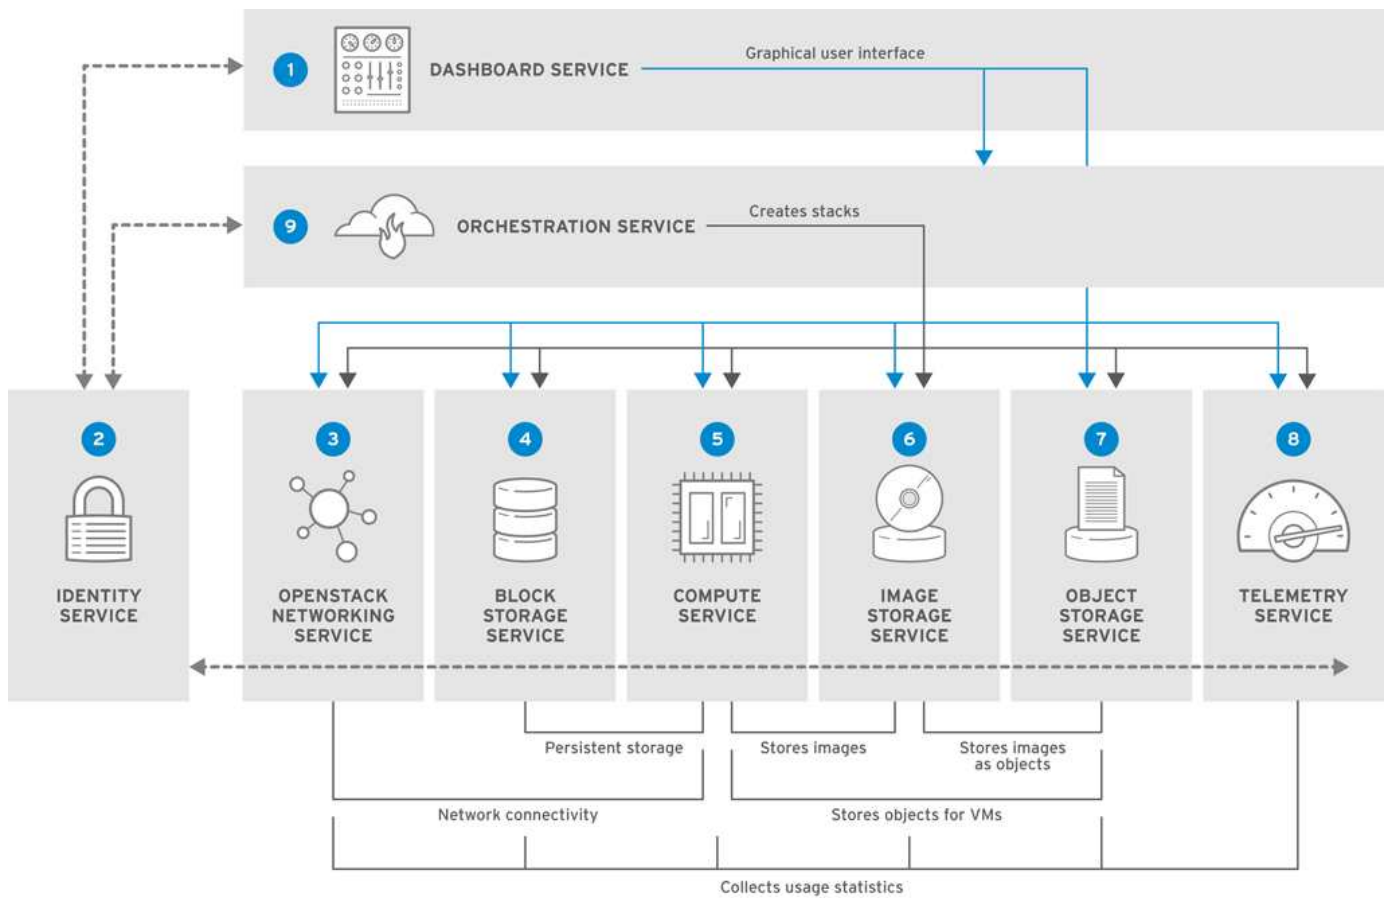 Graphical user interface
1
DASHBOARD SERVICE
Creates stacks
9
ORCHESTRATION SERVICE
2
3
4
5
6
7
8
IDENTITY
SERVICE
OPENSTACK
NETWORKING
SERVICE
BLOCK
STORAGE
SERVICE
COMPUTE
SERVICE
IMAGE
STORAGE
SERVICE
OBJECT
STORAGE
SERVICE
TELEMETRY
SERVICE
Persistent storage
Stores images
Stores images
as objects
Network connectivity
Stores objects for VMs
Collects usage statistics